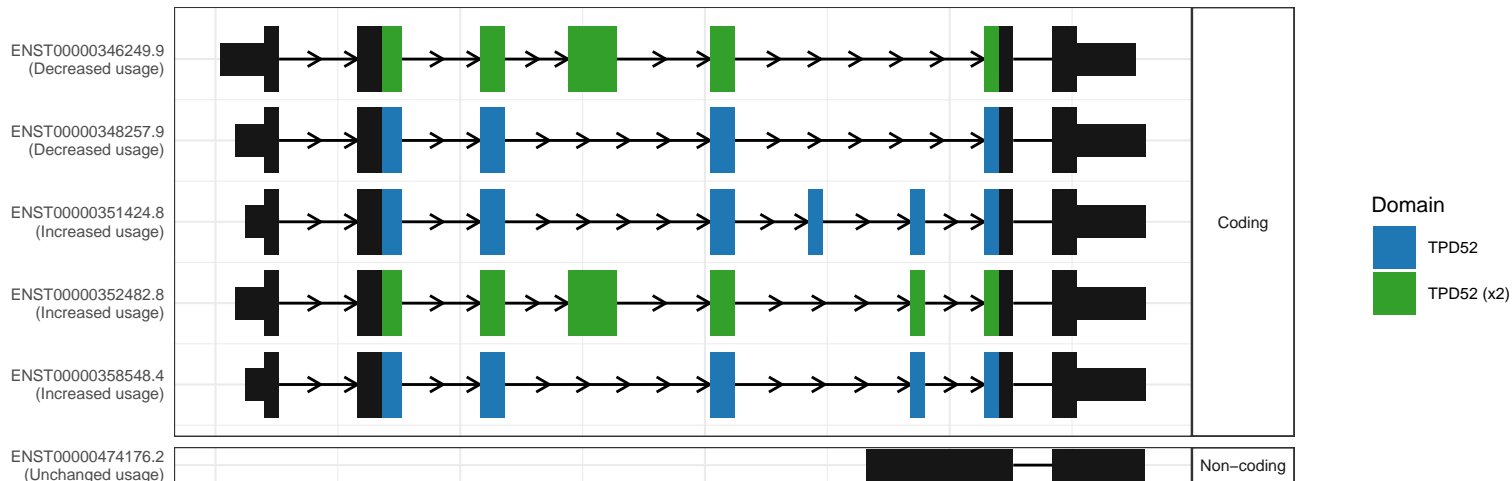 ENST00000346249.9
(Decreased usage)
ENST00000348257.9
(Decreased usage)
ENST00000351424.8
(Increased usage)
ENST00000352482.8
(Increased usage)
ENST00000358548.4
(Increased usage)
ENST00000474176.2
(Unchanged usage)
Coding
Non−coding
Domain
TPD52
TPD52 (x2)